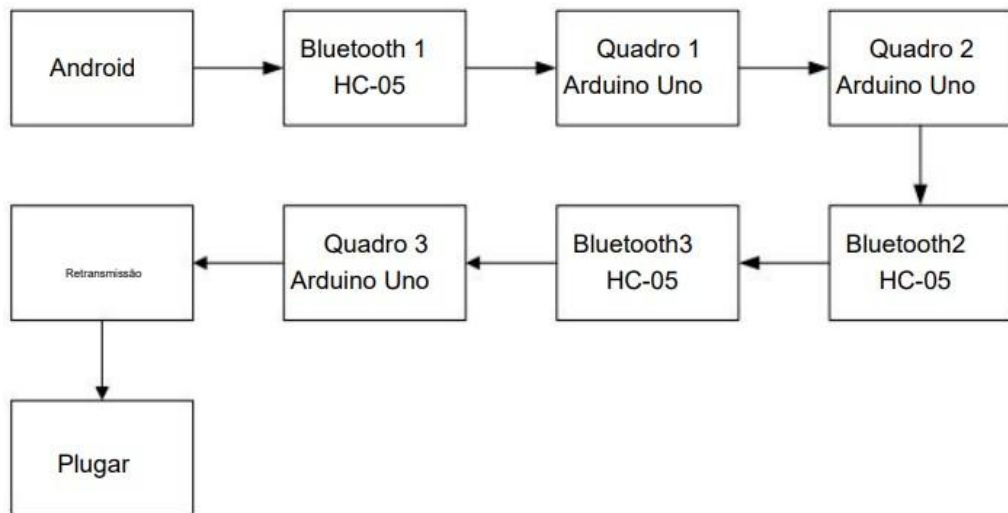 Android
Bluetooth 1
HC-05
Quadro 1
Arduino Uno
Quadro 2
Arduino Uno
Retransmissão
Quadro 3
Arduino Uno
Bluetooth3
HC-05
Bluetooth2
HC-05
Plugar